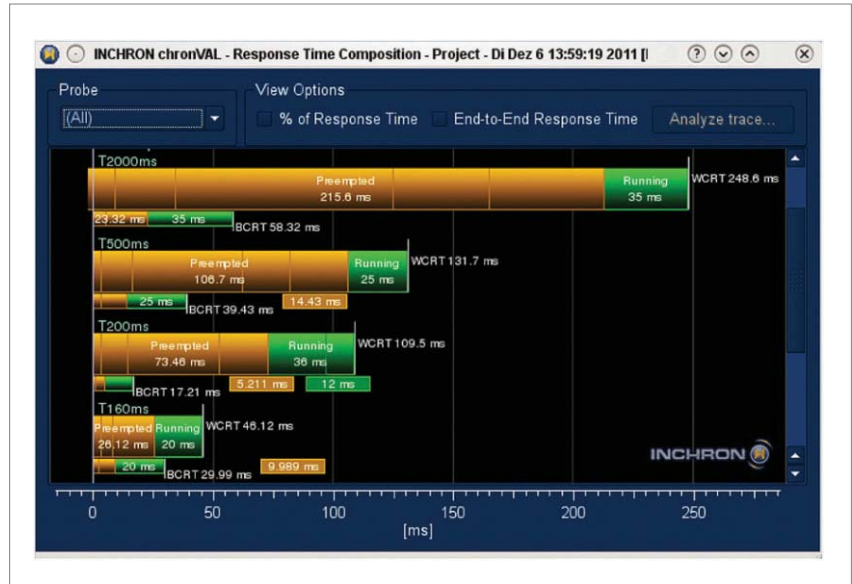 INCHRON chronVAL - Response Time Composition - Project - Di Dez 6 13:59:19 2011 [
Probe
View Options
(All)
% of Response Time
End-to-End Response Time
Analyze trace...
T2000ms
Preempted
215.6 ms
Running
35 ms
WCRT 248.6 ms
23.32 ms
35 ms
BCRT 58.32 ms
T500ms
Preempted
106.7 ms
Running
25 ms
WCRT 131.7 ms
25 ms
BCRT 39.43 ms
14.43 ms
T200ms
Preempted
73.46 ms
Running
36 ms
WCRT 109.5 ms
BCRT 17.21 ms
5.211 ms
12 ms
T160ms
Preempted
26.12 ms
Running
20 ms
WCRT 46.12 ms
20 ms
BCRT 29.99 ms
9.989 ms
INCHRON
0 50 100 150 200 250
[ms]